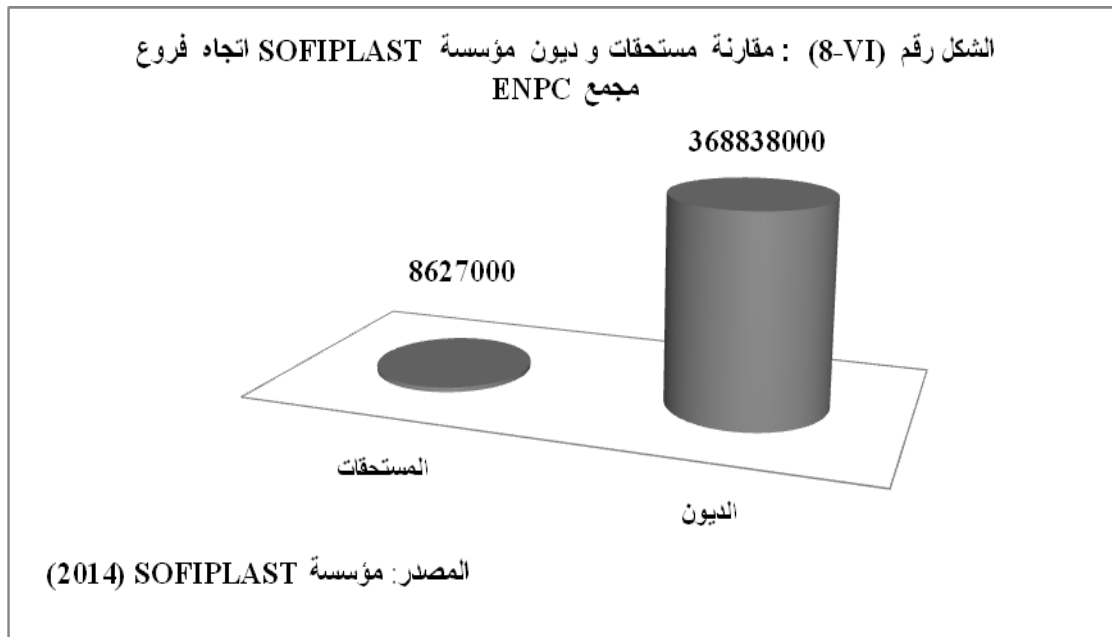 الشكل رقم (8-VI) : مقارنة مستحقات و ديون مؤسسة SOFIPLAST اتجاه فروع
مجمع ENPC
368838000
8627000
المستحقات
الديون
المصدر: مؤسسة SOFIPLAST (2014)